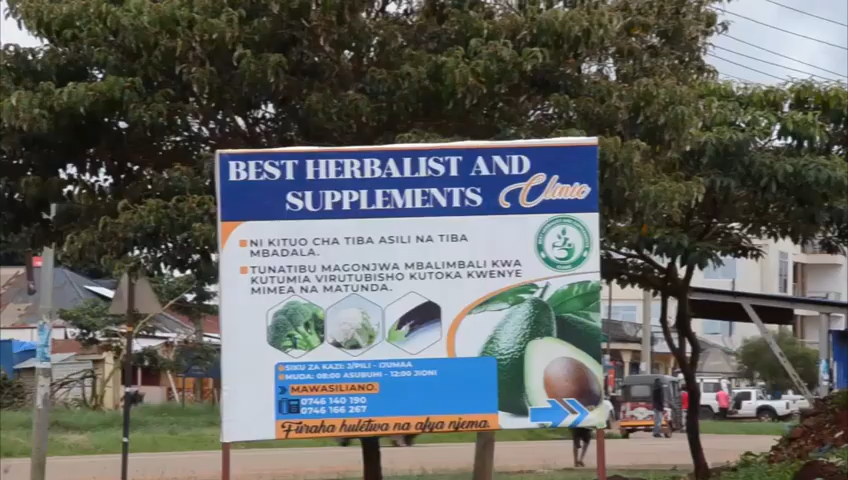 BEST HERBALIST AND
SUPPLEMENTS Clinic
NI KITUO CHA TIBA ASILI NA TIBA
MBADALA.
TUNATIBU MAGONJWA MBALIMBALI KWA
KUTUMIA VIRUTUBISHO KUTOKA KWENYE
MIMEA NA MATUNDA.
SIKU ZA KAZI: J/PILI - IJUMAA
MUDA: 08:00 ASUBUHI - 12:00 JIONI
MAWASILIANO.
0746 140 190
0746 166 267
Furaha huletwa na afya njema.